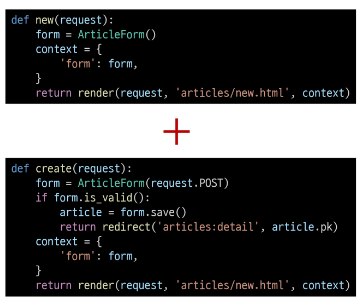 def new(request):
    form = ArticleForm()
    context = {
        'form': form,
    }
    return render(request, 'articles/new.html', context)
+
def create(request):
    form = ArticleForm(request.POST)
    if form.is_valid():
        article = form.save()
        return redirect('articles:detail', article.pk)
    context = {
        'form': form,
    }
    return render(request, 'articles/new.html', context)